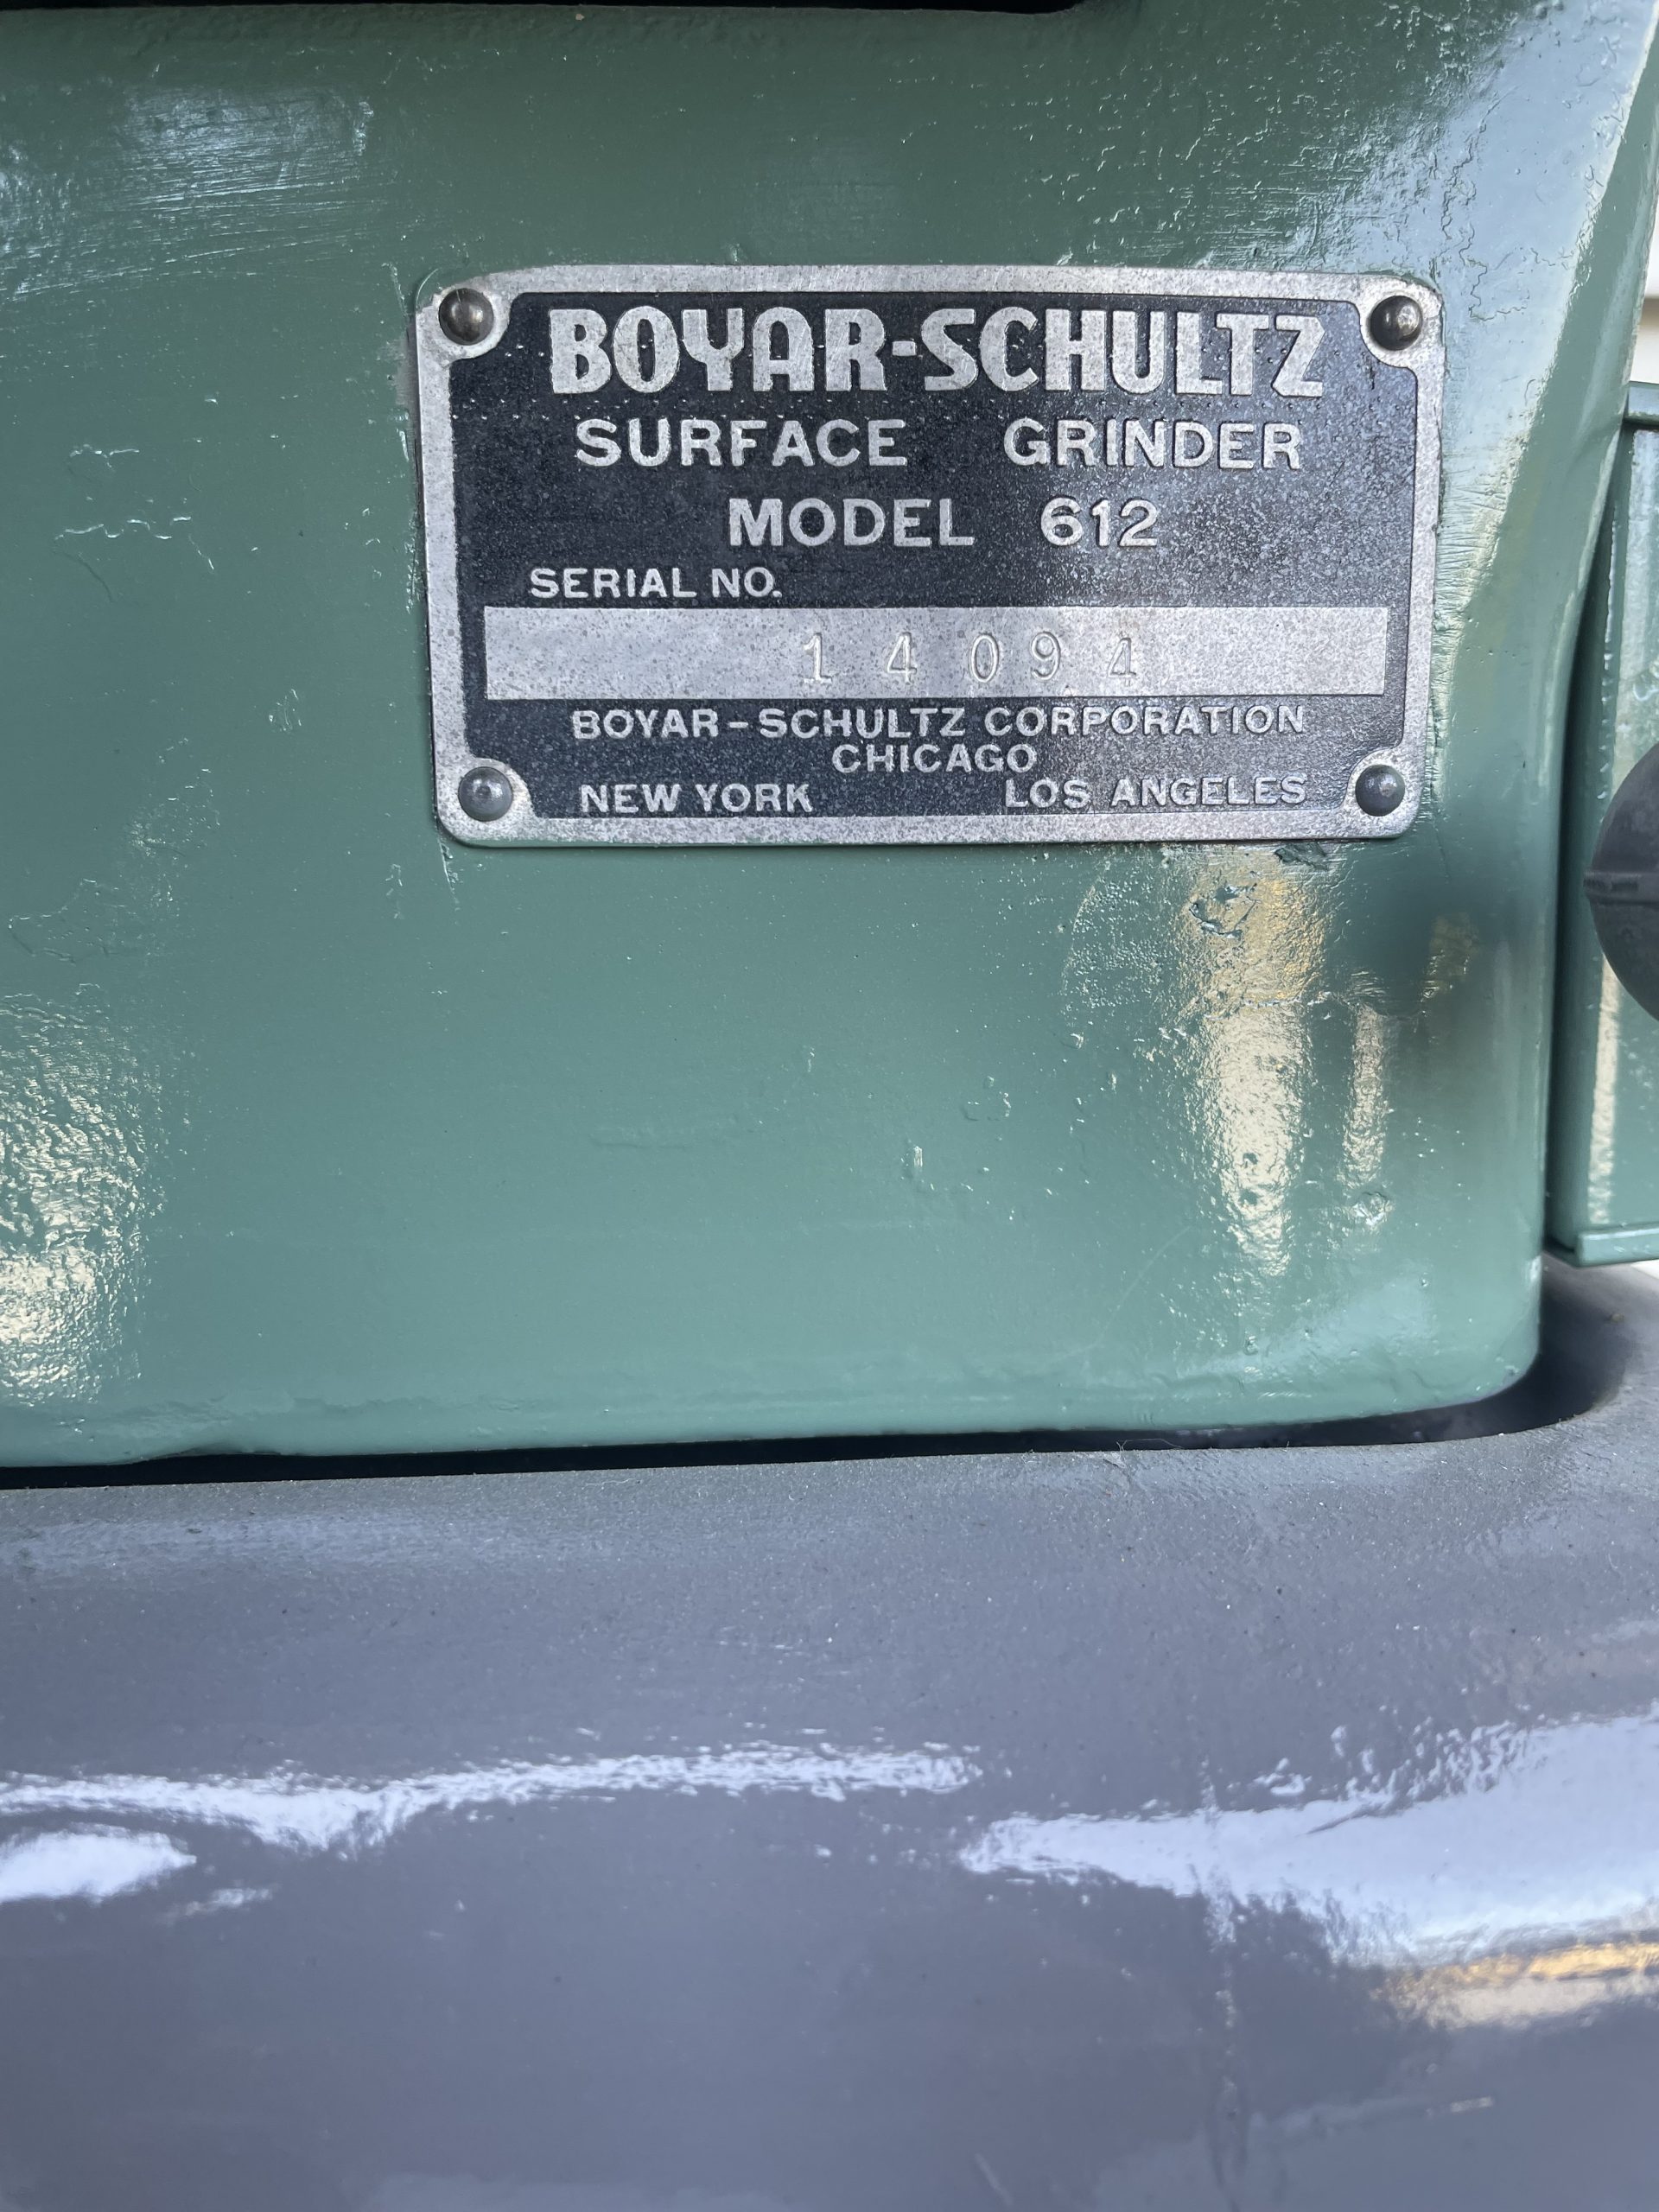 BOYAR-SCHULTZ
SURFACE GRINDER
MODEL 612
SERIAL NO.
14094
BOYAR-SCHULTZ CORPORATION
CHICAGO
NEW YORK LOS ANGELES